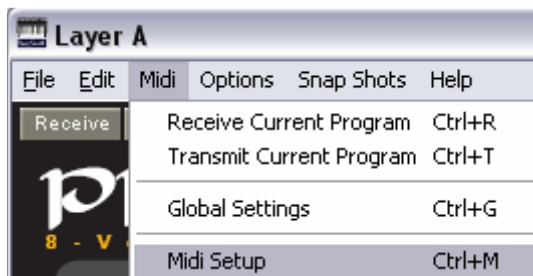 Layer A
File Edit Midi Options Snap Shots Help
Receive
Receive Current Program Ctrl+R
Transmit Current Program Ctrl+T
Global Settings Ctrl+G
8 - V
Midi Setup Ctrl+M